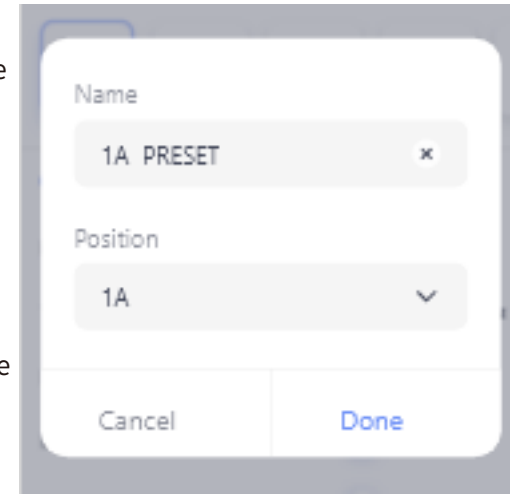 e
Name
1A PRESET
Position
1A
e
Cancel
Done